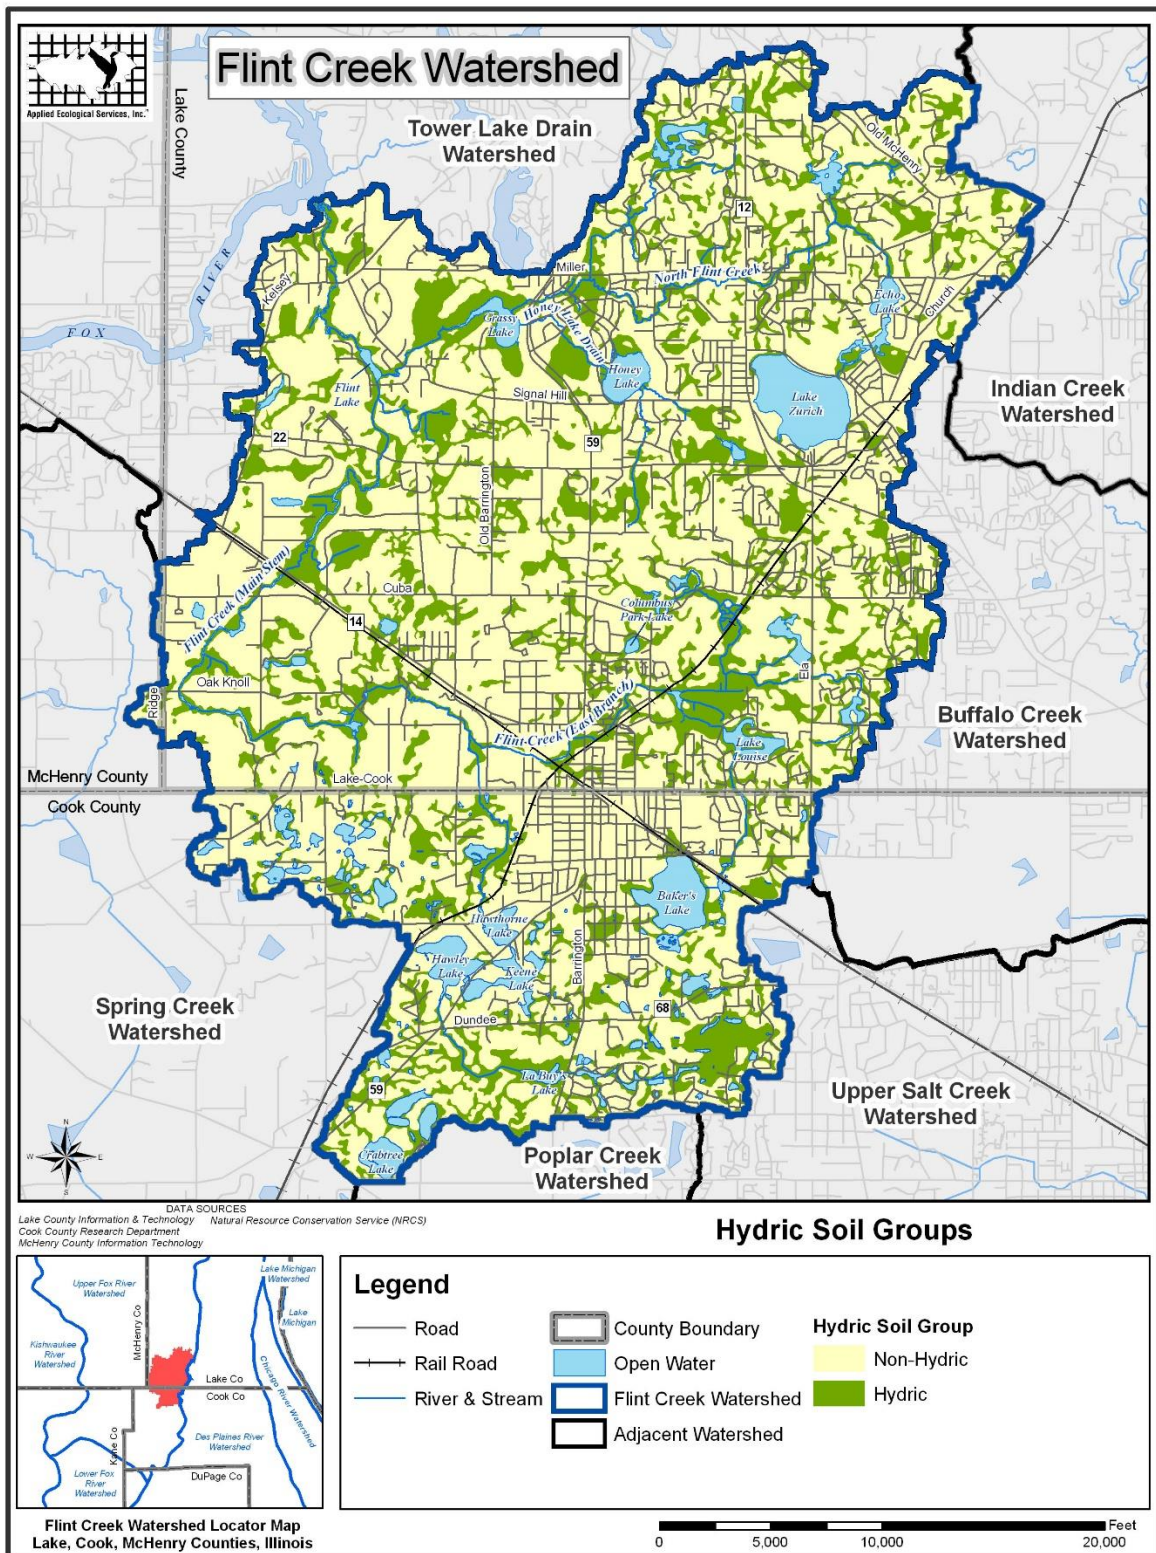 Flint Creek Watershed
Applied Ecological Services, Inc.
Lake County
Tower Lake Drain
Watershed
Old McHenry
12
Miller
North Flint Creek
Kelsey
RIVER
FOX
Grassy
Lake
Honey Lake Drain
Echo
Lake
Church
Honey
Lake
Flint
Lake
Signal Hill
Lake
Zurich
Indian Creek
Watershed
22
59
Old Barrington
Flint Creek (Main Stem)
Cuba
14
Columbus
Park Lake
Ela
Oak Knoll
Ridge
Flint Creek (East Branch)
Lake
Louise
Buffalo Creek
Watershed
McHenry County
Cook County
Lake-Cook
Baker's
Lake
Hawthorne
Lake
Hawley
Lake
Keene
Lake
Barrington
Spring Creek
Watershed
68
Dundee
La Buy's
Lake
59
Upper Salt Creek
Watershed
Crabtree
Lake
Poplar Creek
Watershed
N
W
E
S
DATA SOURCES
Lake County Information & Technology Natural Resource Conservation Service (NRCS)
Cook County Research Department
McHenry County Information Technology
Hydric Soil Groups
Upper Fox River
Watershed
McHenry Co
Lake Michigan
Watershed
Lake
Michigan
Kishwaukee
River
Watershed
Chicago River Watershed
Lake Co
Cook Co
Kane Co
Des Plaines River
Watershed
Lower Fox
River
Watershed
DuPage Co
Flint Creek Watershed Locator Map
Lake, Cook, McHenry Counties, Illinois
Legend
Road
Rail Road
River & Stream
County Boundary
Open Water
Flint Creek Watershed
Adjacent Watershed
Hydric Soil Group
Non-Hydric
Hydric
Feet
0 5,000 10,000 20,000